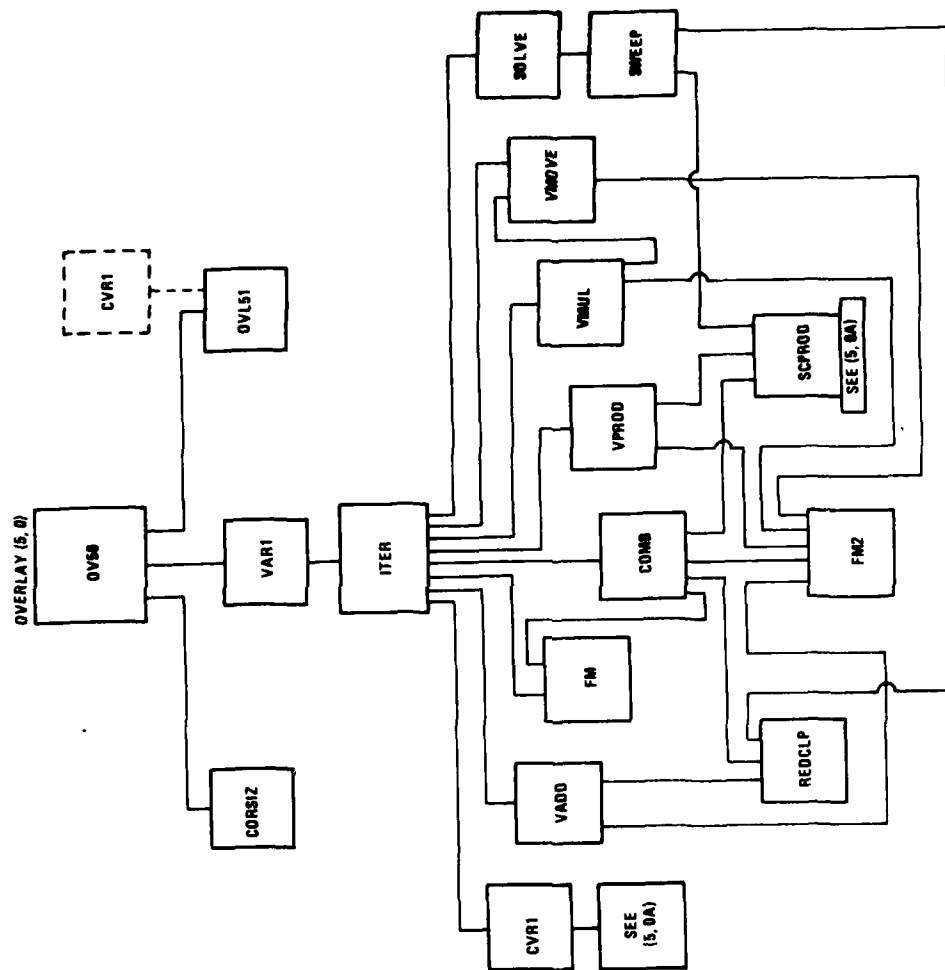 OVERLAY (5, 0)
OV50
CVR1
CORSIZ
VAR1
OVL51
ITER
CVR1
VADD
FM
COMB
VPROD
VMUL
VMOVE
SOLVE
SEE
(5, 0A)
SWEEP
REDCLP
FM2
SCPROD
SEE (5, 0A)